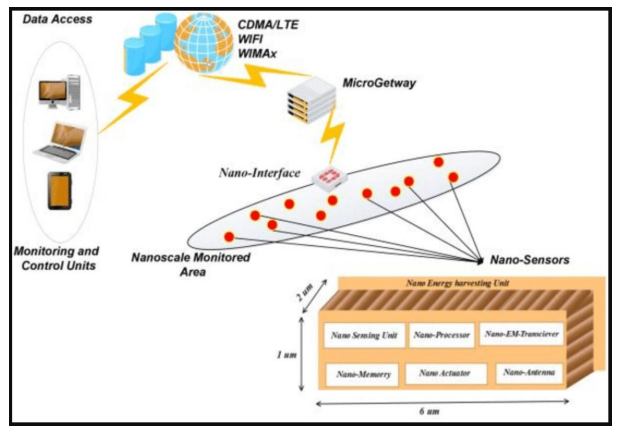 Data Access
CDMA/LTE
WIFI
WIMAx
MicroGetway
Nano-Interface
Monitoring and
Control Units
Nanoscale Monitored
Area
Nano-Sensors
Nano Energy harvesting Unit
2 um
1 um
Nano Sensing Unit
Nano-Processor
Nano-EM-Transciever
Nano-Memorry
Nano Actuator
Nano-Antenna
6 um